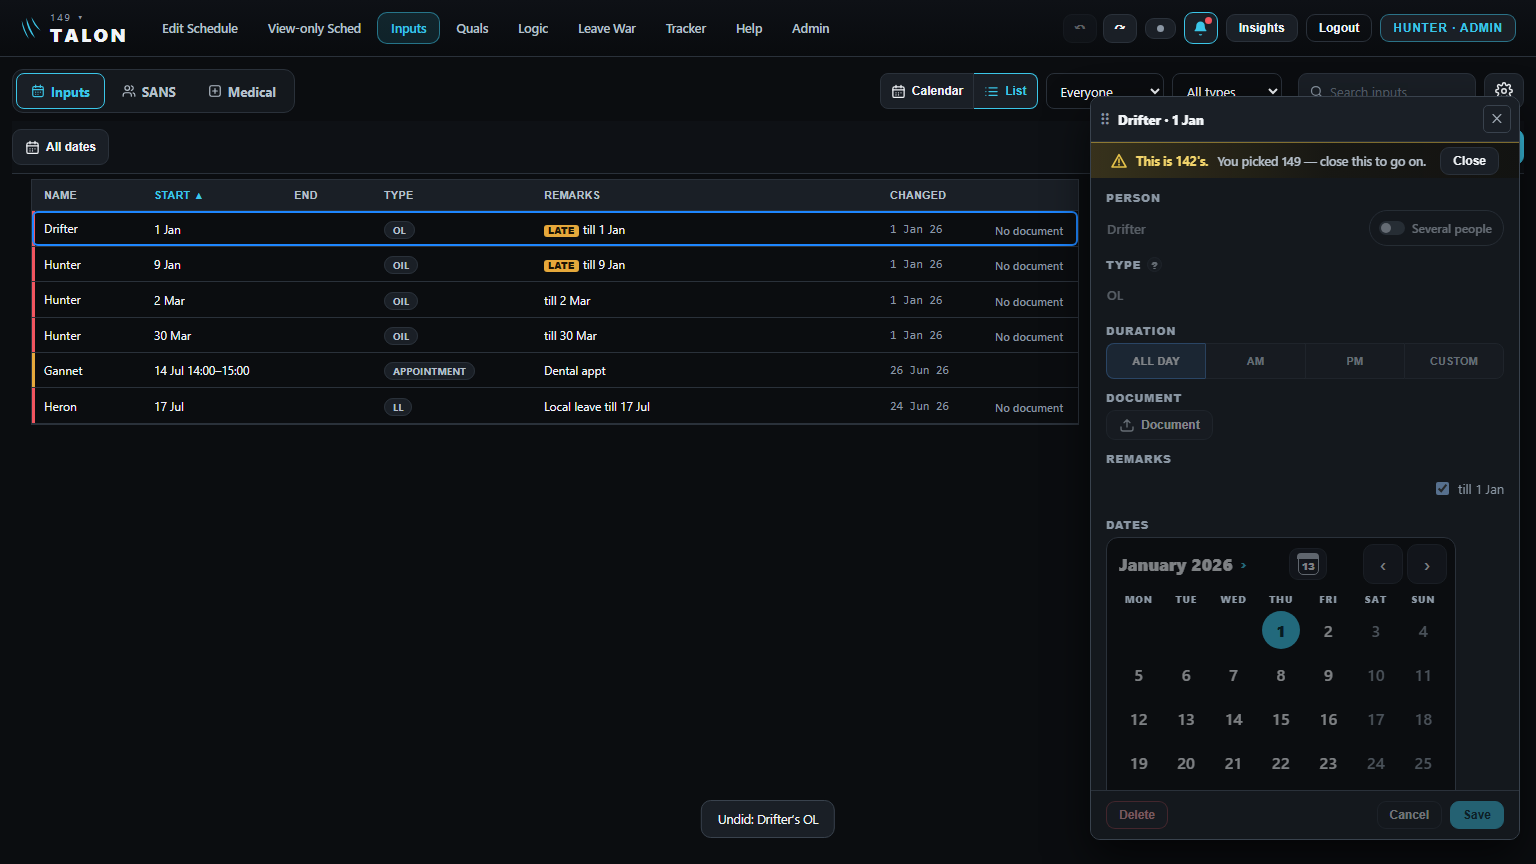 149 ▾
TALON
Edit Schedule
View-only Sched
Inputs
Quals
Logic
Leave War
Tracker
Help
Admin
Insights
Logout
HUNTER · ADMIN
Inputs
SANS
Medical
Calendar
List
Everyone
All types
Search inputs
All dates
NAME START ▲ END TYPE REMARKS CHANGED
Drifter 1 Jan OL LATE till 1 Jan 1 Jan 26 No document
Hunter 9 Jan OIL LATE till 9 Jan 1 Jan 26 No document
Hunter 2 Mar OIL till 2 Mar 1 Jan 26 No document
Hunter 30 Mar OIL till 30 Mar 1 Jan 26 No document
Gannet 14 Jul 14:00–15:00 APPOINTMENT Dental appt 26 Jun 26
Heron 17 Jul LL Local leave till 17 Jul 24 Jun 26 No document
Drifter · 1 Jan
This is 142's. You picked 149 — close this to go on. Close
PERSON
Drifter Several people
TYPE ?
OL
DURATION
ALL DAY AM PM CUSTOM
DOCUMENT
Document
REMARKS
till 1 Jan
DATES
January 2026 › 13 ‹ ›
MON TUE WED THU FRI SAT SUN
1 2 3 4
5 6 7 8 9 10 11
12 13 14 15 16 17 18
19 20 21 22 23 24 25
Delete Cancel Save
Undid: Drifter's OL